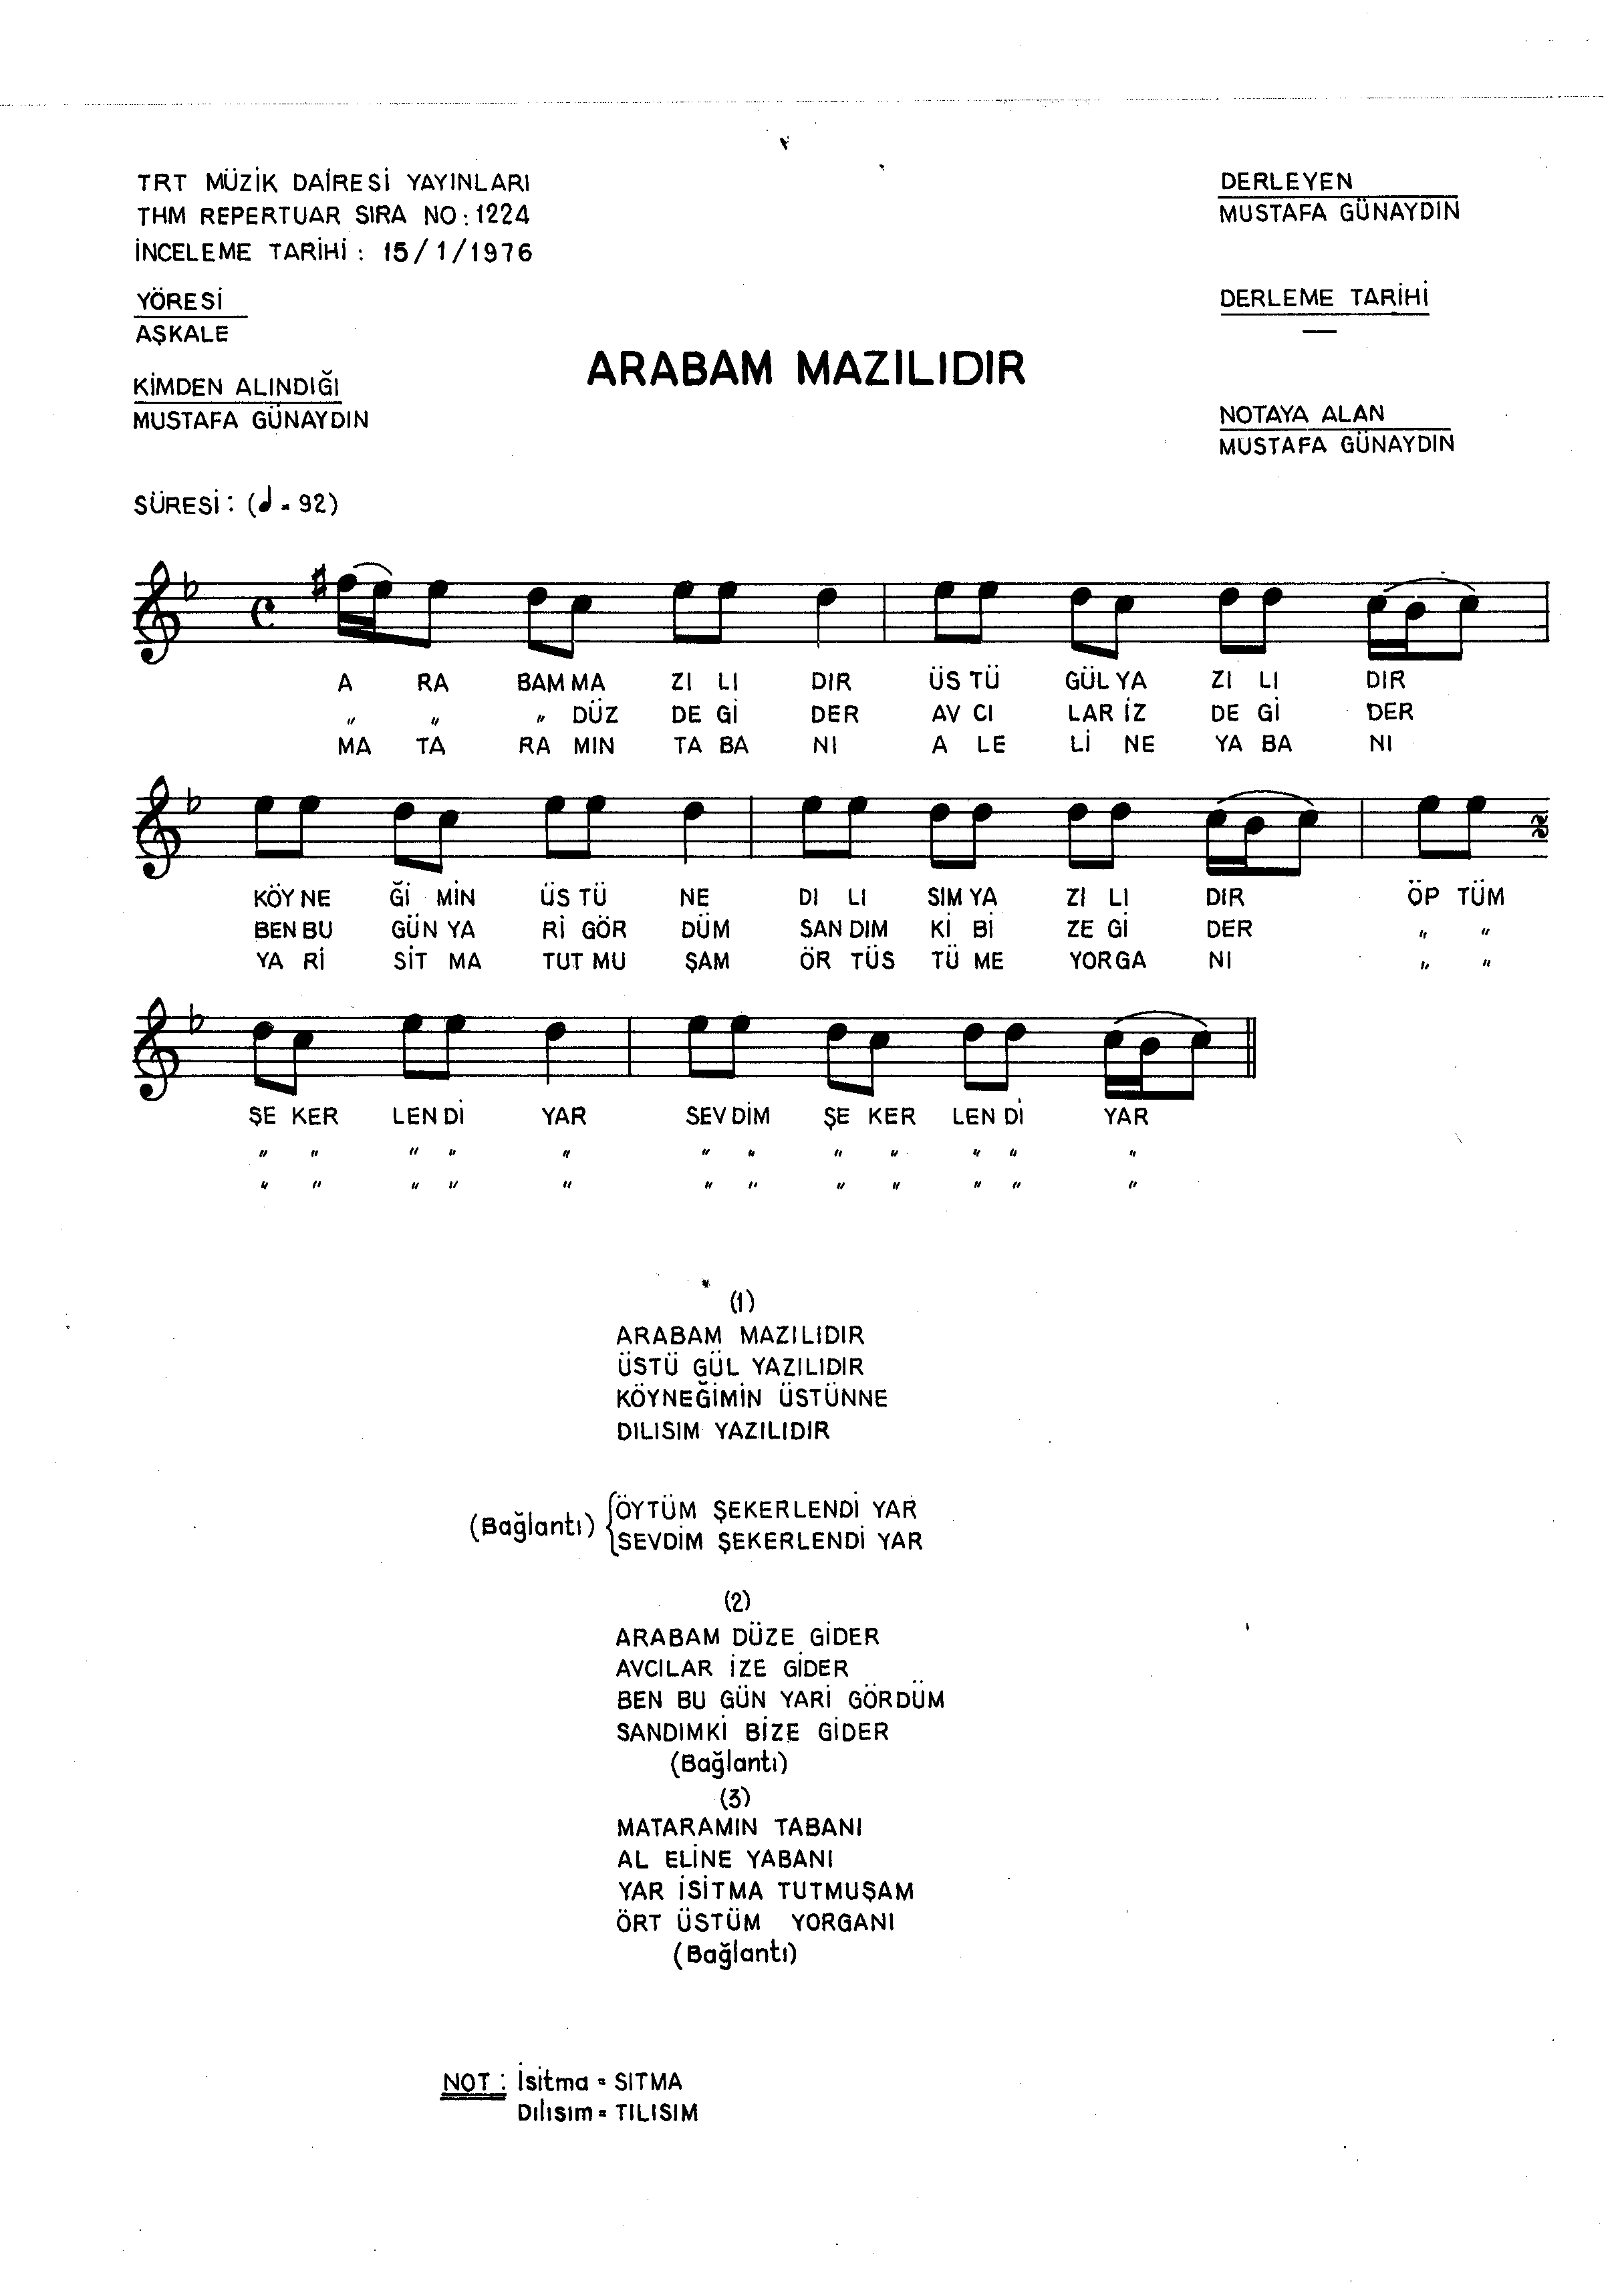 TRT MÜZİK DAİRESİ YAYINLARI
THM REPERTUAR SIRA NO: 1224
İNCELEME TARİHİ : 15/1/1976
YÖRESİ
AŞKALE
KİMDEN ALINDIĞI
MUSTAFA GÜNAYDIN
DERLEYEN
MUSTAFA GÜNAYDIN
DERLEME TARİHİ
—
NOTAYA ALAN
MUSTAFA GÜNAYDIN
ARABAM MAZILIDIR
SÜRESİ: (♩ = 92)
A RA BAM MA ZI LI DIR ÜS TÜ GÜL YA ZI LI DIR
" " " DÜZ DE Gİ DER AV CI LAR İZ DE Gİ DER
MA TA RA MIN TA BA NI A LE Lİ NE YA BA NI
KÖY NE Ğİ MİN ÜS TÜ NE DI LI SIM YA ZI LI DIR ÖP TÜM
BEN BU GÜN YA Rİ GÖR DÜM SAN DIM Kİ Bİ ZE Gİ DER " "
YA Rİ SİT MA TUT MU ŞAM ÖR TÜS TÜ ME YORGA NI " "
ŞE KER LEN Dİ YAR SEV DİM ŞE KER LEN Dİ YAR
" " " " " " " " " " " "
" " " " " " " " " " " "
(1)
ARABAM MAZILIDIR
ÜSTÜ GÜL YAZILIDIR
KÖYNEĞİMİN ÜSTÜNNE
DILISIM YAZILIDIR
(Bağlantı)
ÖYTÜM ŞEKERLENDİ YAR
SEVDİM ŞEKERLENDİ YAR
(2)
ARABAM DÜZE GİDER
AVCILAR İZE GİDER
BEN BU GÜN YARİ GÖRDÜM
SANDIMKİ BİZE GİDER
(Bağlantı)
(3)
MATARAMIN TABANI
AL ELİNE YABANI
YAR İSİTMA TUTMUŞAM
ÖRT ÜSTÜM YORGANI
(Bağlantı)
NOT : İsitma = SITMA
Dılısım = TILISIM